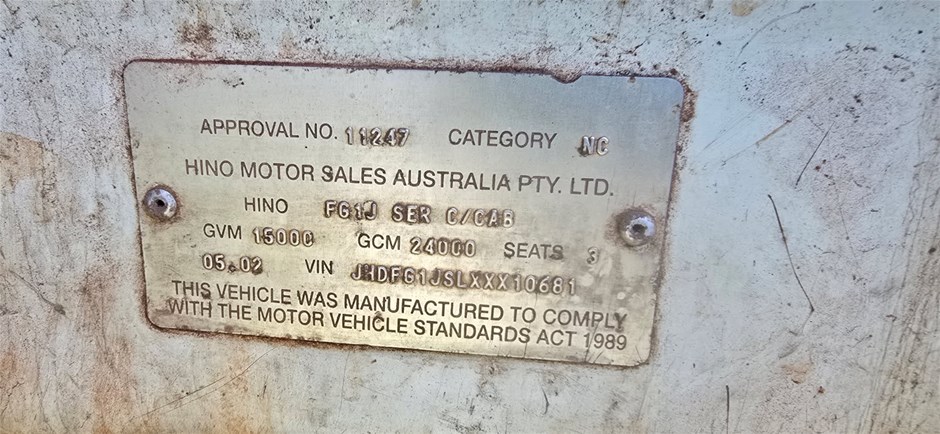 APPROVAL NO. 11247 CATEGORY NC
HINO MOTOR SALES AUSTRALIA PTY. LTD.
HINO FG1J SER C/CAB
GVM 15000 GCM 24000 SEATS 3
05.02 VIN JHDFG1JSLXXX10681
THIS VEHICLE WAS MANUFACTURED TO COMPLY
WITH THE MOTOR VEHICLE STANDARDS ACT 1989